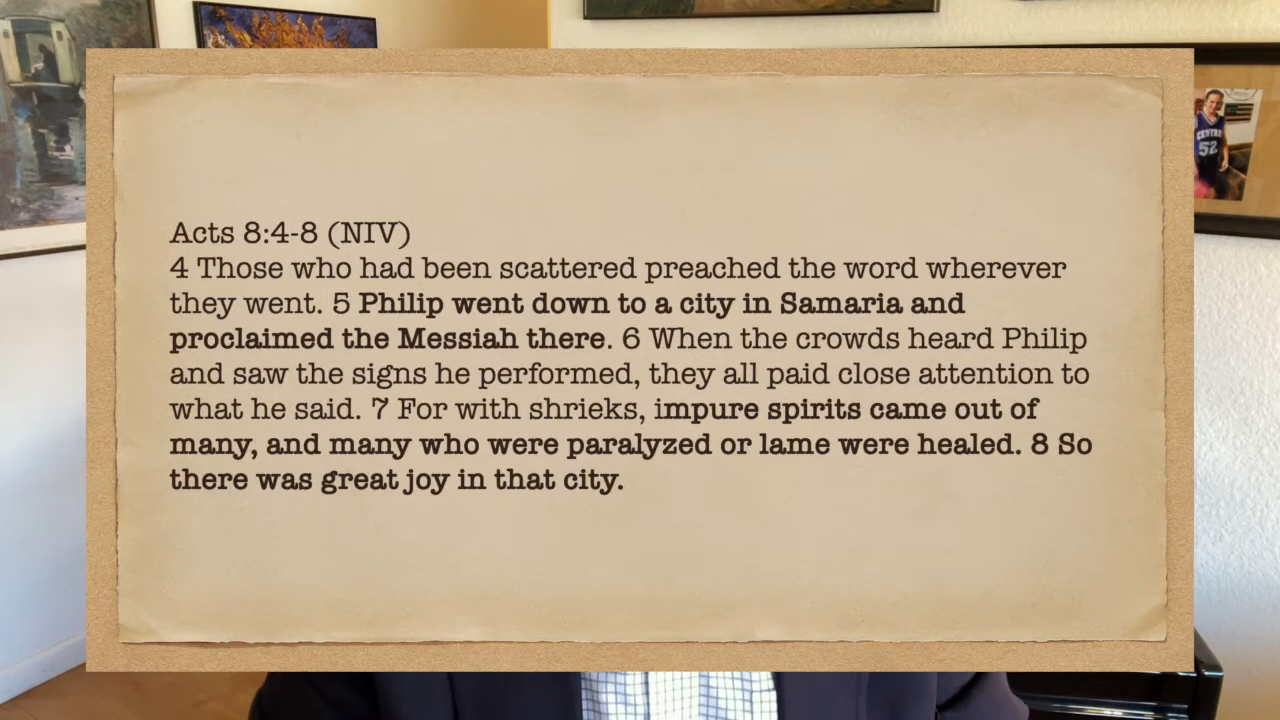 Acts 8:4-8 (NIV)
4 Those who had been scattered preached the word wherever
they went. 5 Philip went down to a city in Samaria and
proclaimed the Messiah there. 6 When the crowds heard Philip
and saw the signs he performed, they all paid close attention to
what he said. 7 For with shrieks, impure spirits came out of
many, and many who were paralyzed or lame were healed. 8 So
there was great joy in that city.
CENTRE
52